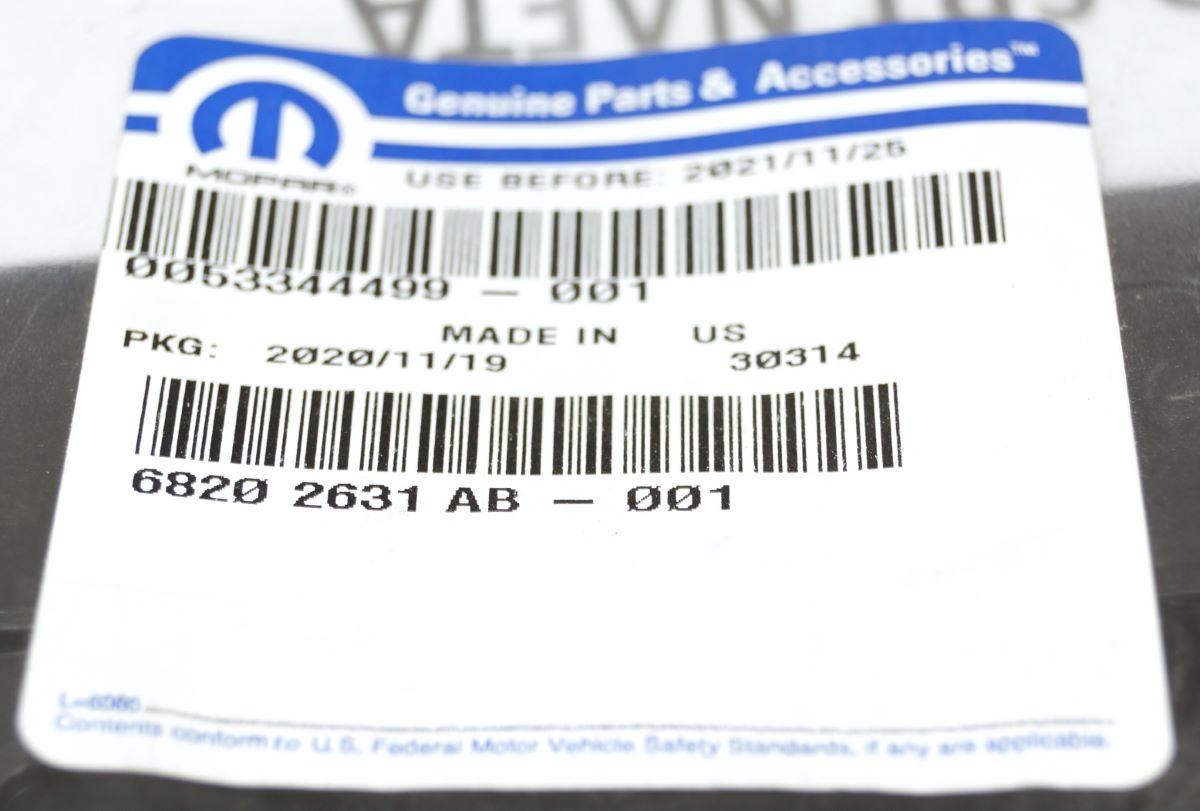 Genuine Parts & Accessories™
MOPAR®
USE BEFORE: 2021/11/25
0053344499 – 001
MADE IN US
PKG: 2020/11/19 30314
6820 2631 AB – 001
Contents conform to U.S. Federal Motor Vehicle Safety Standards, if any are applicable.